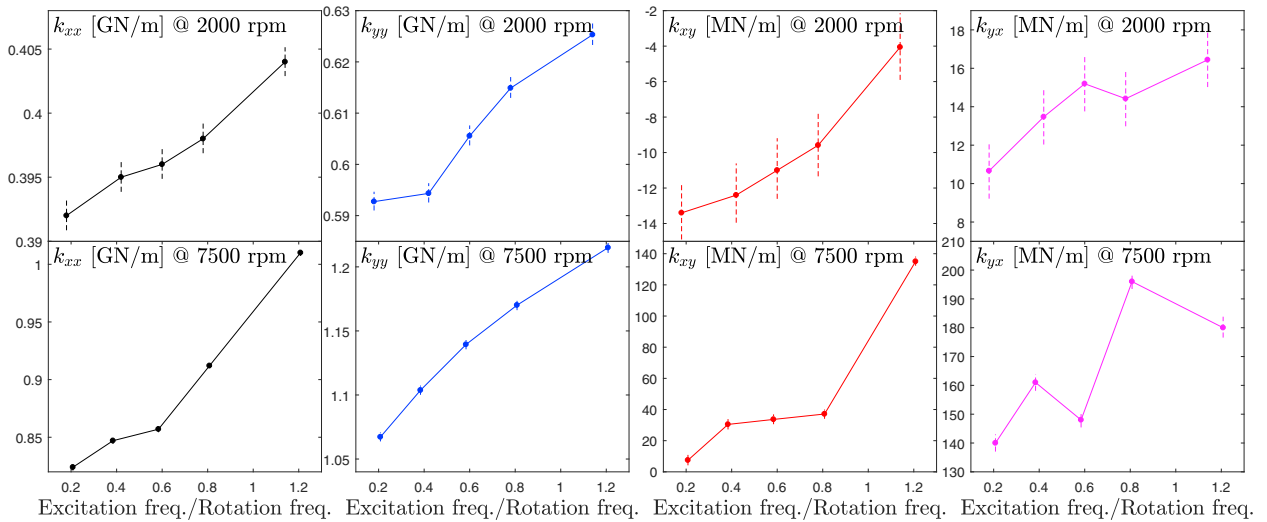 k_xx [GN/m] @ 2000 rpm
0.405
0.4
0.395
0.39
k_yy [GN/m] @ 2000 rpm
0.63
0.62
0.61
0.6
0.59
k_xy [MN/m] @ 2000 rpm
-2
-4
-6
-8
-10
-12
-14
k_yx [MN/m] @ 2000 rpm
18
16
14
12
10
8
k_xx [GN/m] @ 7500 rpm
1
0.95
0.9
0.85
0.2 0.4 0.6 0.8 1 1.2
k_yy [GN/m] @ 7500 rpm
1.2
1.15
1.1
1.05
0.2 0.4 0.6 0.8 1 1.2
k_xy [MN/m] @ 7500 rpm
140
120
100
80
60
40
20
0
0.2 0.4 0.6 0.8 1 1.2
k_yx [MN/m] @ 7500 rpm
210
200
190
180
170
160
150
140
130
0.2 0.4 0.6 0.8 1 1.2
Excitation freq./Rotation freq.
Excitation freq./Rotation freq.
Excitation freq./Rotation freq.
Excitation freq./Rotation freq.